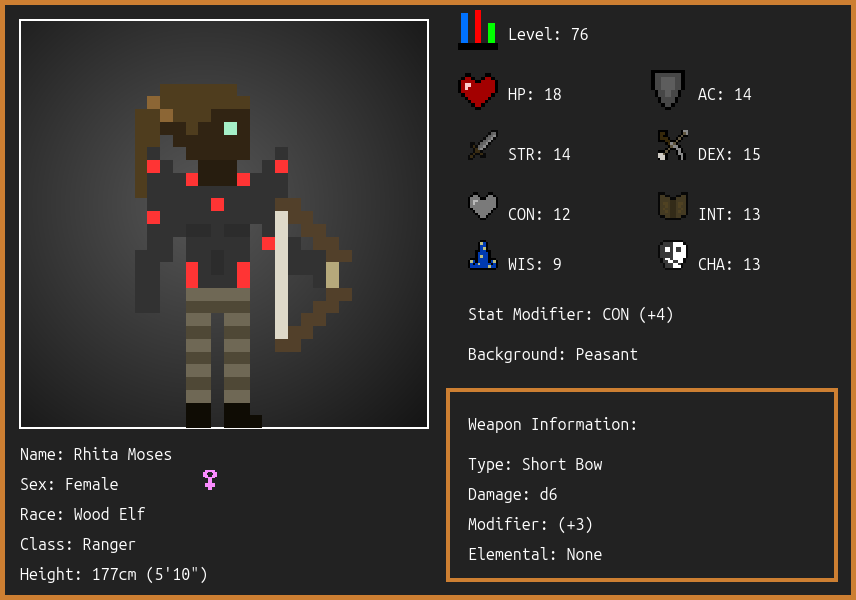 Level: 76
HP: 18
AC: 14
STR: 14
DEX: 15
CON: 12
INT: 13
WIS: 9
CHA: 13
Stat Modifier: CON (+4)
Background: Peasant
Weapon Information:
Type: Short Bow
Damage: d6
Modifier: (+3)
Elemental: None
Name: Rhita Moses
Sex: Female
Race: Wood Elf
Class: Ranger
Height: 177cm (5'10")